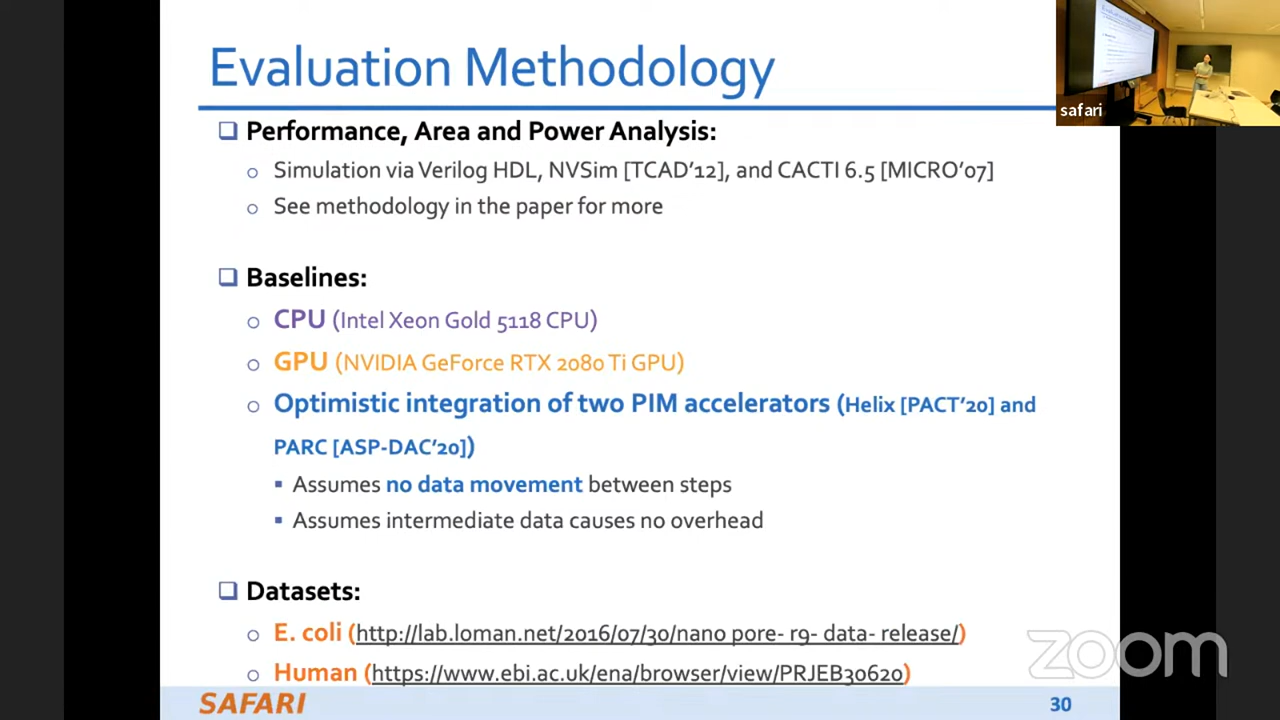 Evaluation Methodology
safari
Performance, Area and Power Analysis:
Simulation via Verilog HDL, NVSim [TCAD'12], and CACTI 6.5 [MICRO'07]
See methodology in the paper for more
Baselines:
CPU (Intel Xeon Gold 5118 CPU)
GPU (NVIDIA GeForce RTX 2080 Ti GPU)
Optimistic integration of two PIM accelerators (Helix [PACT'20] and
PARC [ASP-DAC'20])
Assumes no data movement between steps
Assumes intermediate data causes no overhead
Datasets:
E. coli (http://lab.loman.net/2016/07/30/nano pore- r9- data- release/)
Human (https://www.ebi.ac.uk/ena/browser/view/PRJEB30620)
zoom
SAFARI
30